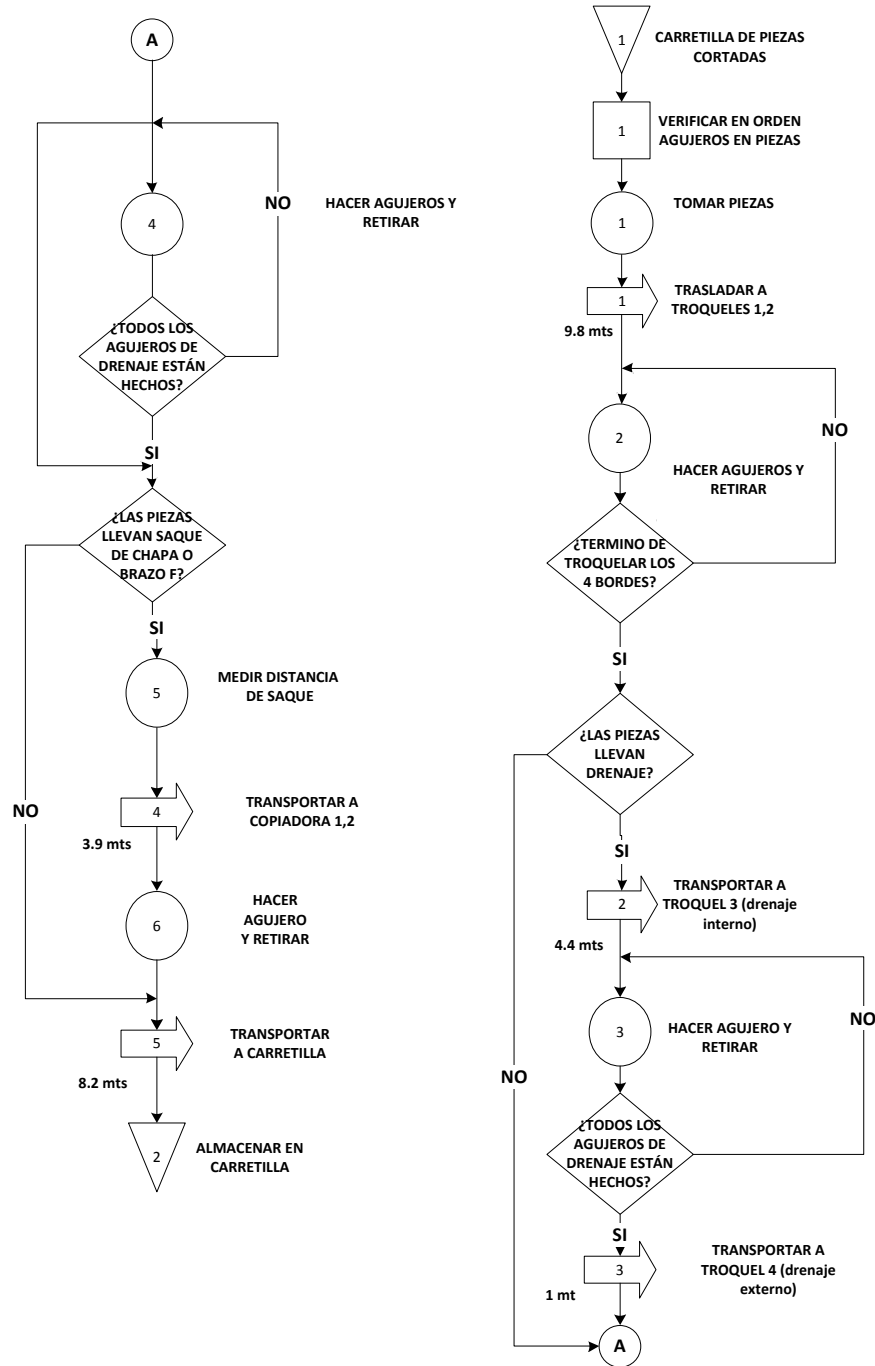 A
4
NO
HACER AGUJEROS Y
RETIRAR
¿TODOS LOS
AGUJEROS DE
DRENAJE ESTÁN
HECHOS?
SI
¿LAS PIEZAS
LLEVAN SAQUE
DE CHAPA O
BRAZO F?
SI
5
MEDIR DISTANCIA
DE SAQUE
NO
4
TRANSPORTAR A
COPIADORA 1,2
3.9 mts
6
HACER
AGUJERO
Y RETIRAR
5
TRANSPORTAR
A CARRETILLA
8.2 mts
2
ALMACENAR EN
CARRETILLA
1
CARRETILLA DE PIEZAS
CORTADAS
1
VERIFICAR EN ORDEN
AGUJEROS EN PIEZAS
1
TOMAR PIEZAS
1
TRASLADAR A
TROQUELES 1,2
9.8 mts
2
NO
HACER AGUJEROS Y
RETIRAR
¿TERMINO DE
TROQUELAR LOS
4 BORDES?
SI
¿LAS PIEZAS
LLEVAN
DRENAJE?
NO
SI
2
TRANSPORTAR A
TROQUEL 3 (drenaje
interno)
4.4 mts
3
HACER AGUJERO Y
RETIRAR
NO
¿TODOS LOS
AGUJEROS DE
DRENAJE ESTÁN
HECHOS?
SI
3
TRANSPORTAR A
TROQUEL 4 (drenaje
externo)
1 mt
A